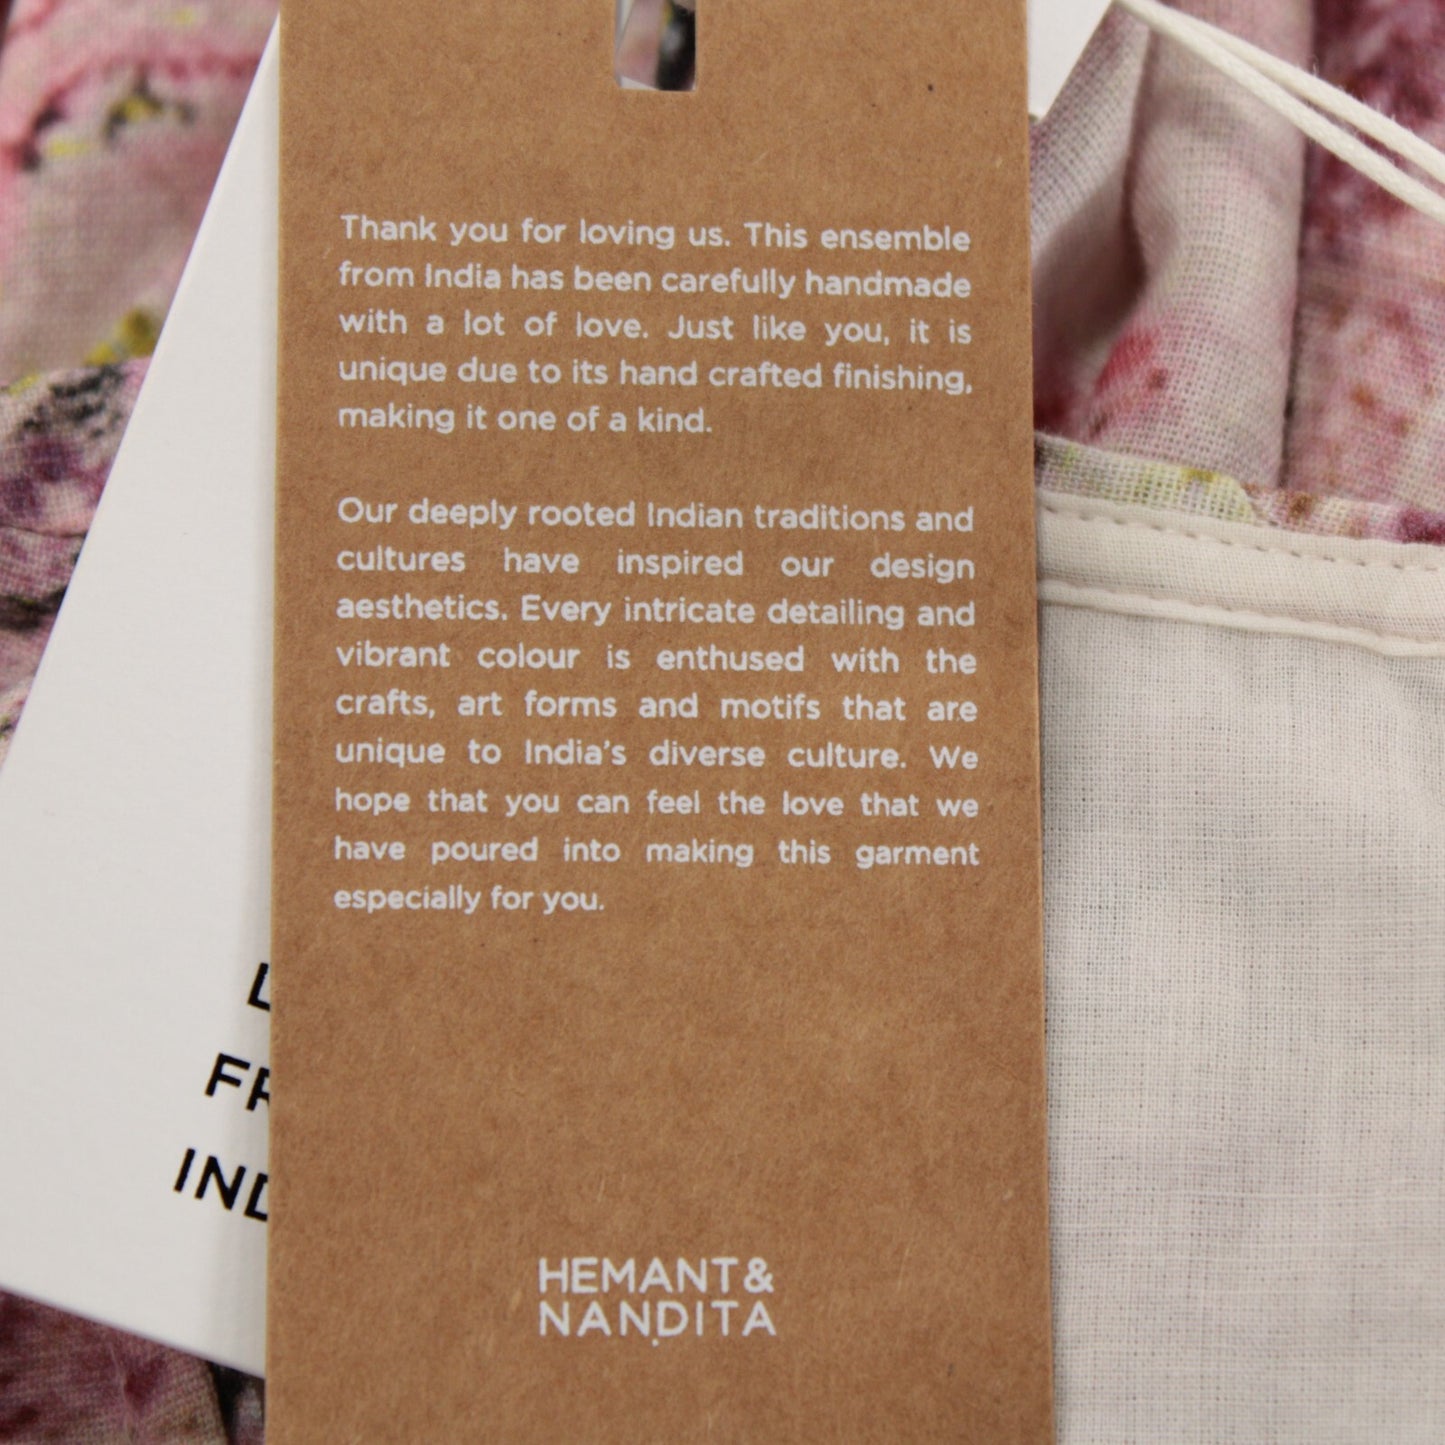 Thank you for loving us. This ensemble
from India has been carefully handmade
with a lot of love. Just like you, it is
unique due to its hand crafted finishing,
making it one of a kind.
Our deeply rooted Indian traditions and
cultures have inspired our design
aesthetics. Every intricate detailing and
vibrant colour is enthused with the
crafts, art forms and motifs that are
unique to India's diverse culture. We
hope that you can feel the love that we
have poured into making this garment
especially for you.
HEMANT &
NANDITA